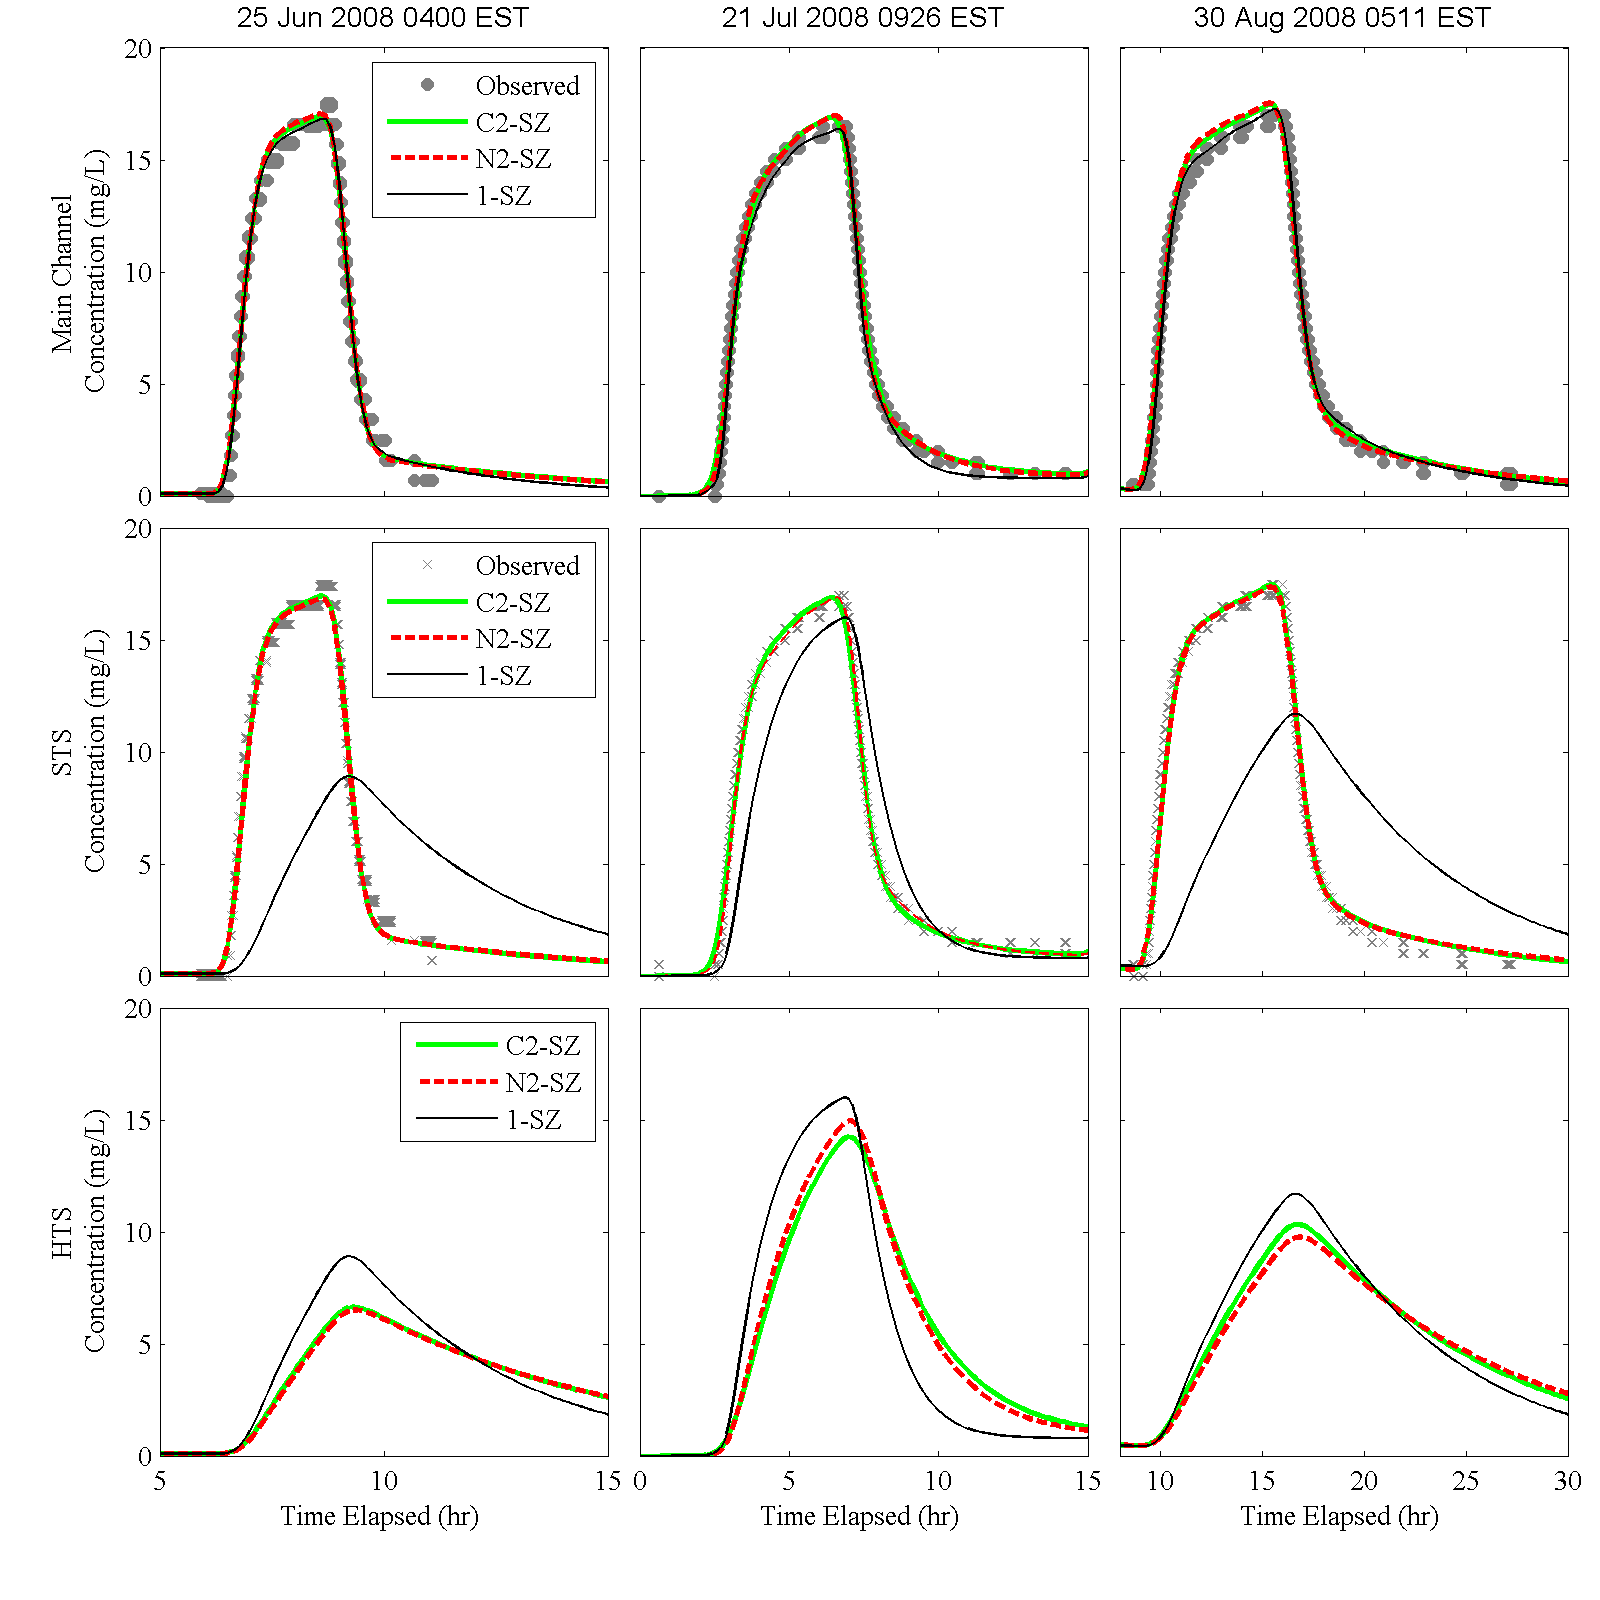 25 Jun 2008 0400 EST
21 Jul 2008 0926 EST
30 Aug 2008 0511 EST
Main Channel
Concentration (mg/L)
20
15
10
5
0
Observed
C2-SZ
N2-SZ
1-SZ
STS
Concentration (mg/L)
20
15
10
5
0
Observed
C2-SZ
N2-SZ
1-SZ
HTS
Concentration (mg/L)
20
15
10
5
0
C2-SZ
N2-SZ
1-SZ
5 10 15
0 5 10 15
10 15 20 25 30
Time Elapsed (hr)
Time Elapsed (hr)
Time Elapsed (hr)